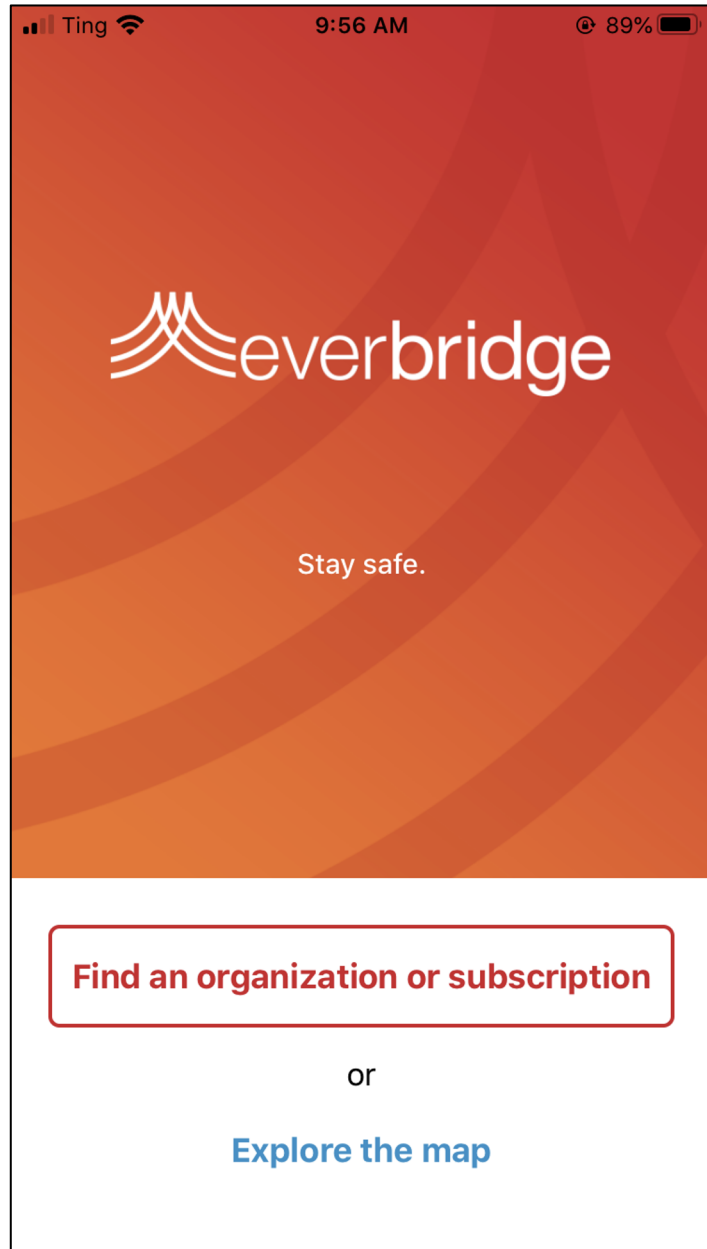 Ting 9:56 AM 89%
everbridge
Stay safe.
Find an organization or subscription
or
Explore the map